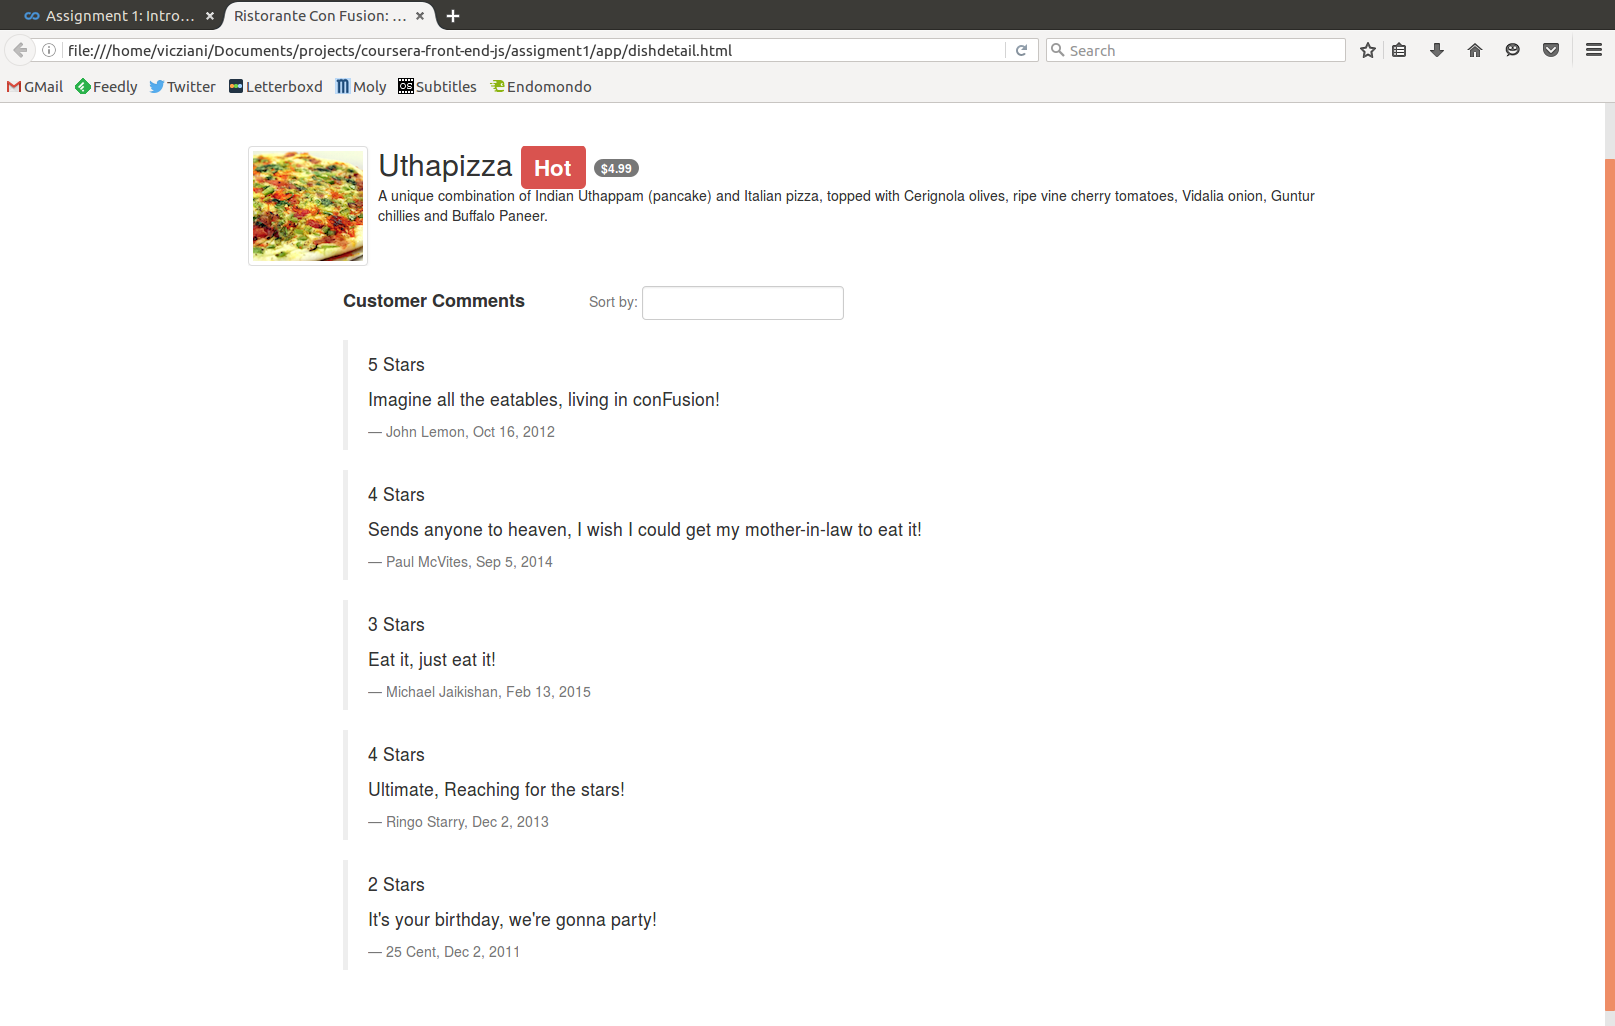 Assignment 1: Intro...
Ristorante Con Fusion: ...
file:///home/vicziani/Documents/projects/coursera-front-end-js/assigment1/app/dishdetail.html
Search
GMail Feedly Twitter Letterboxd Moly Subtitles Endomondo
Uthapizza Hot $4.99
A unique combination of Indian Uthappam (pancake) and Italian pizza, topped with Cerignola olives, ripe vine cherry tomatoes, Vidalia onion, Guntur
chillies and Buffalo Paneer.
Customer Comments Sort by:
5 Stars
Imagine all the eatables, living in conFusion!
— John Lemon, Oct 16, 2012
4 Stars
Sends anyone to heaven, I wish I could get my mother-in-law to eat it!
— Paul McVites, Sep 5, 2014
3 Stars
Eat it, just eat it!
— Michael Jaikishan, Feb 13, 2015
4 Stars
Ultimate, Reaching for the stars!
— Ringo Starry, Dec 2, 2013
2 Stars
It's your birthday, we're gonna party!
— 25 Cent, Dec 2, 2011